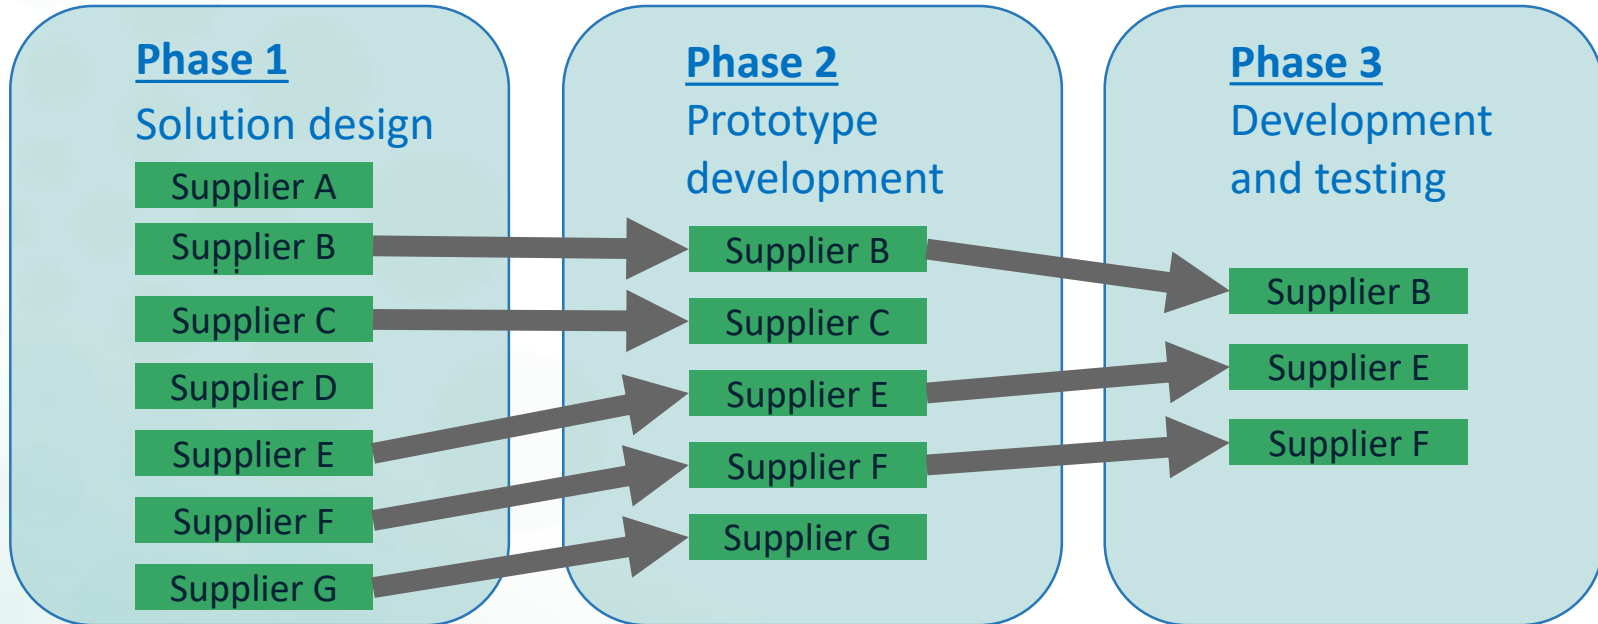 Phase 1
Solution design
Supplier A
Supplier B
Supplier C
Supplier D
Supplier E
Supplier F
Supplier G
Phase 2
Prototype
development
Supplier B
Supplier C
Supplier E
Supplier F
Supplier G
Phase 3
Development
and testing
Supplier B
Supplier E
Supplier F